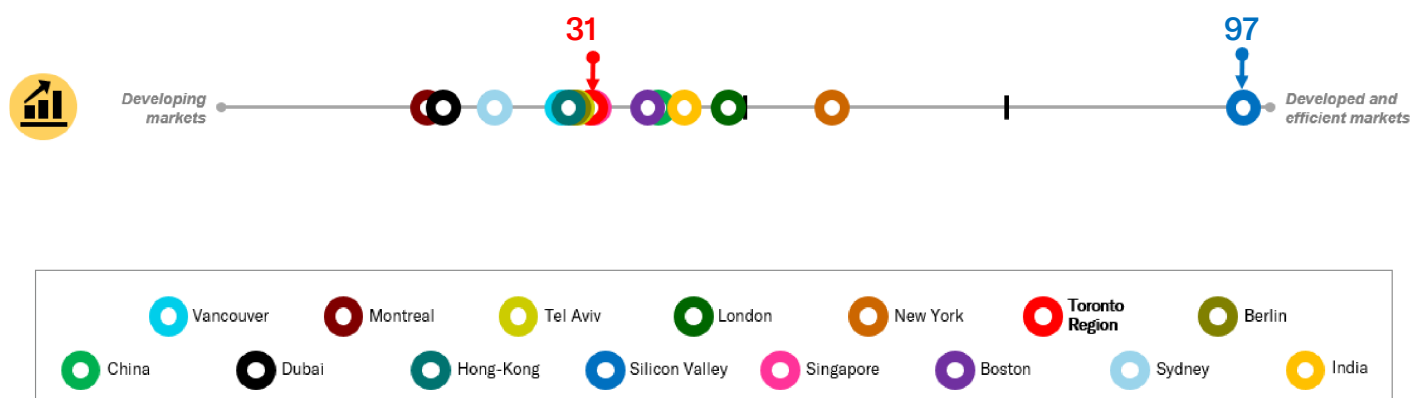 31
97
Developing
markets
Developed and
efficient markets
Vancouver
Montreal
Tel Aviv
London
New York
Toronto
Region
Berlin
China
Dubai
Hong-Kong
Silicon Valley
Singapore
Boston
Sydney
India